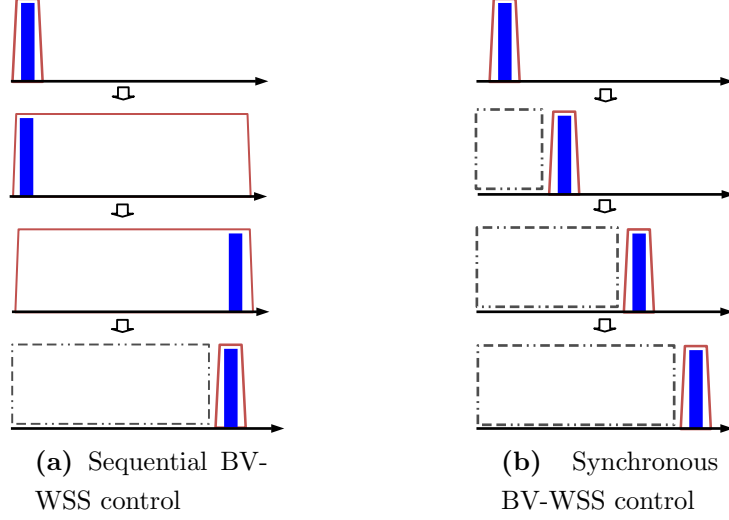 (a) Sequential BV-
WSS control
(b) Synchronous
BV-WSS control